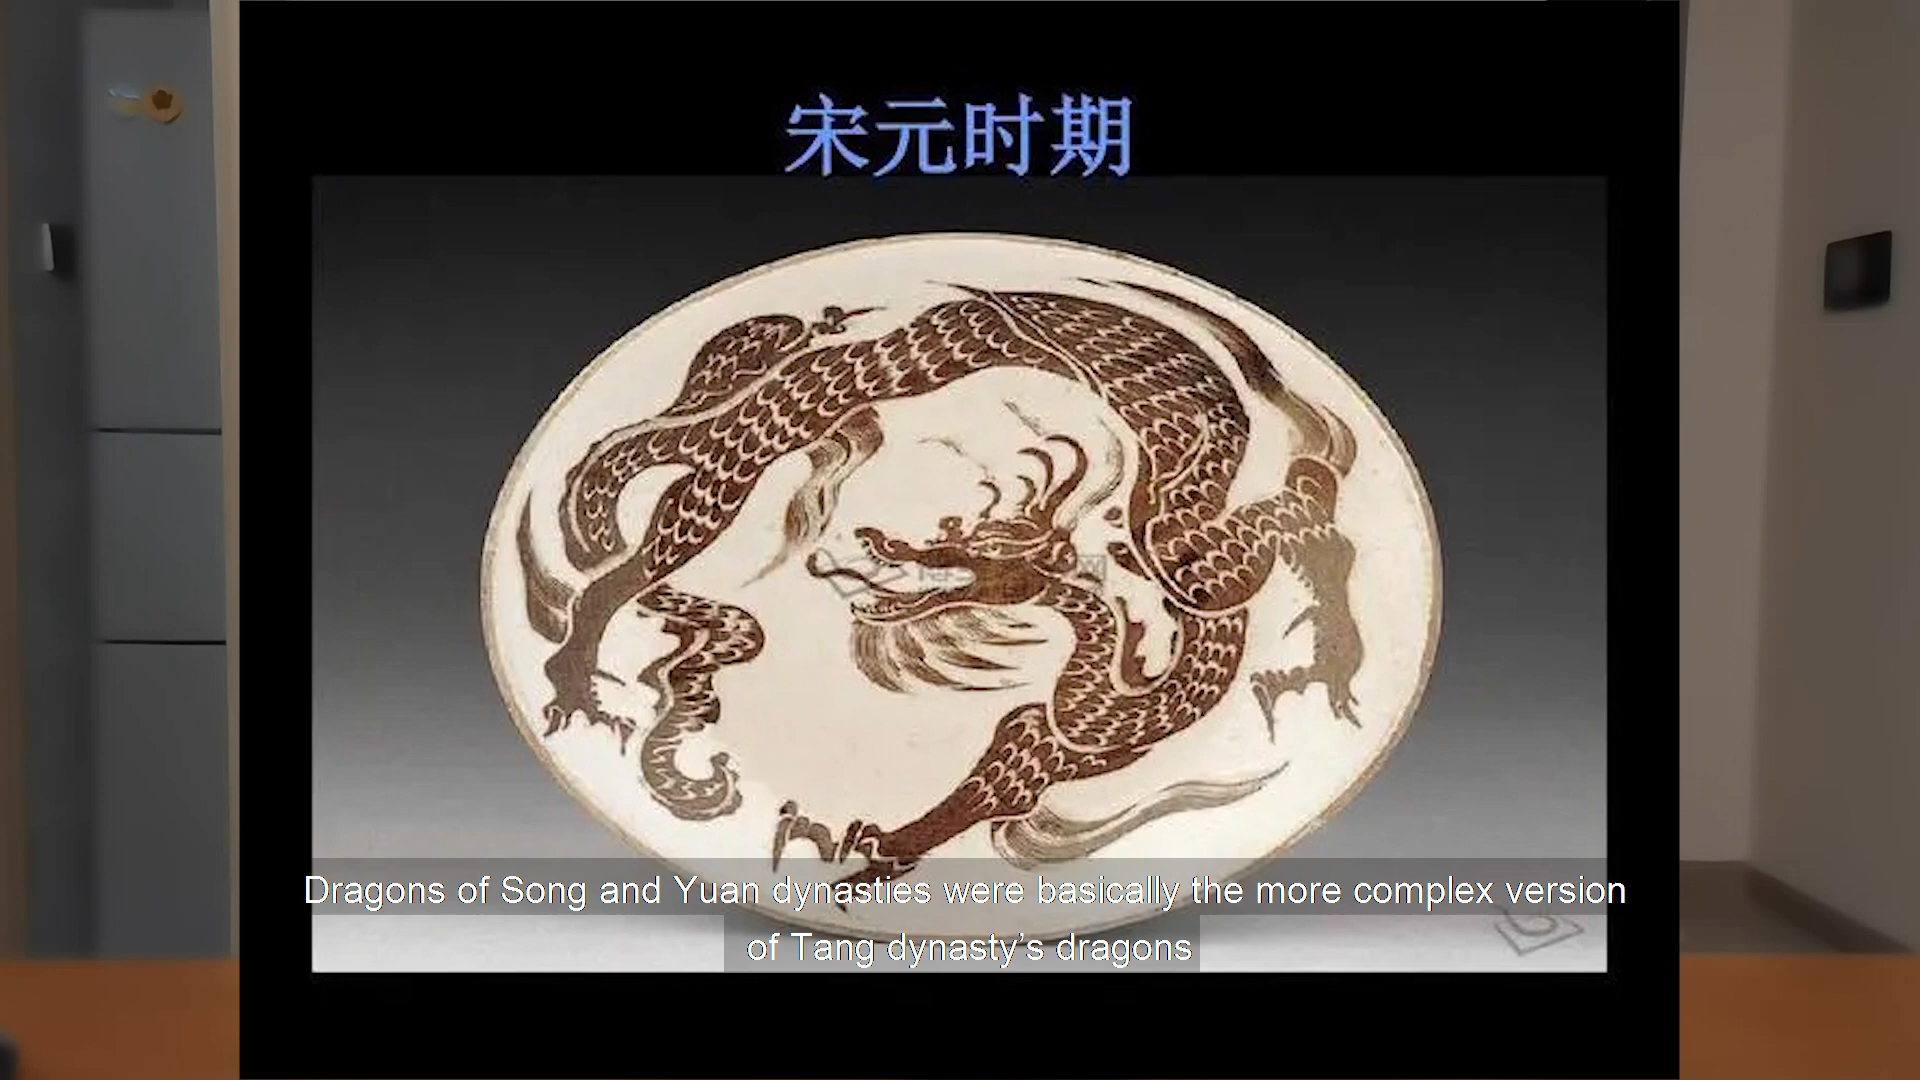 宋元时期
Dragons of Song and Yuan dynasties were basically the more complex version
of Tang dynasty’s dragons